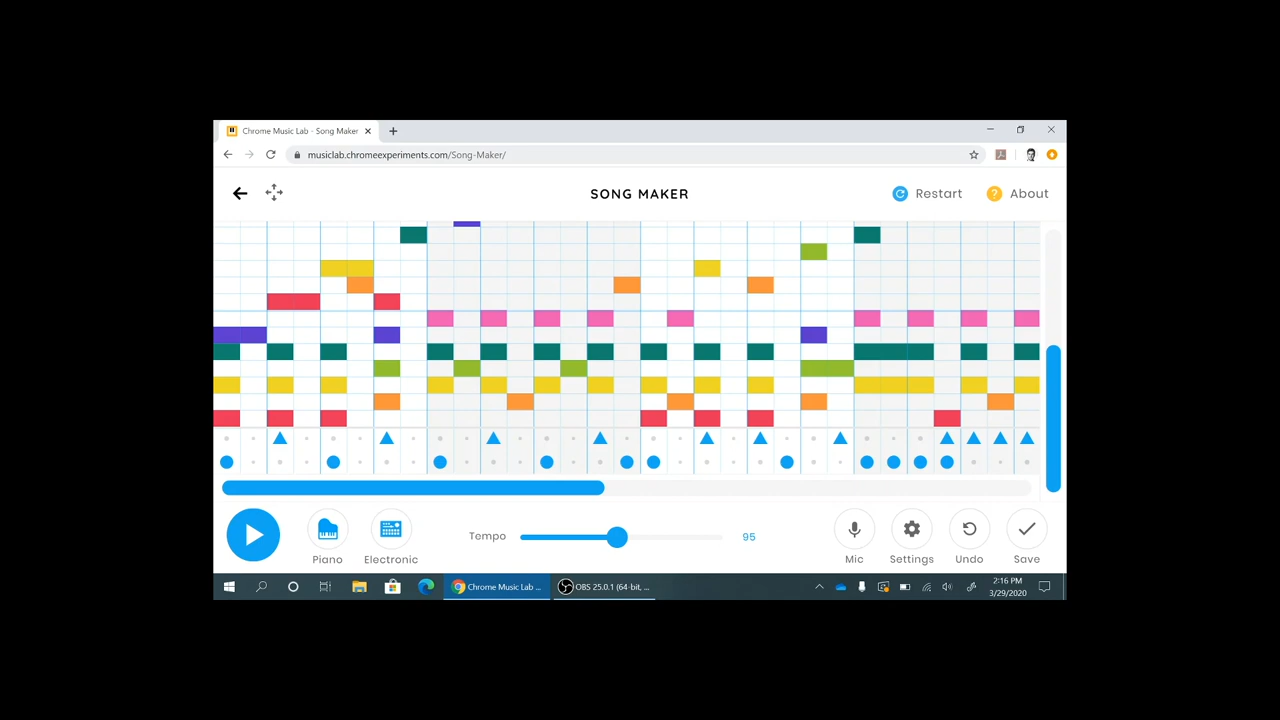 Chrome Music Lab - Song Maker
musiclab.chromeexperiments.com/Song-Maker/
SONG MAKER
Restart
About
Tempo
95
Piano
Electronic
Mic
Settings
Undo
Save
Chrome Music Lab ...
OBS 25.0.1 (64-bit, ...
2:16 PM
3/29/2020